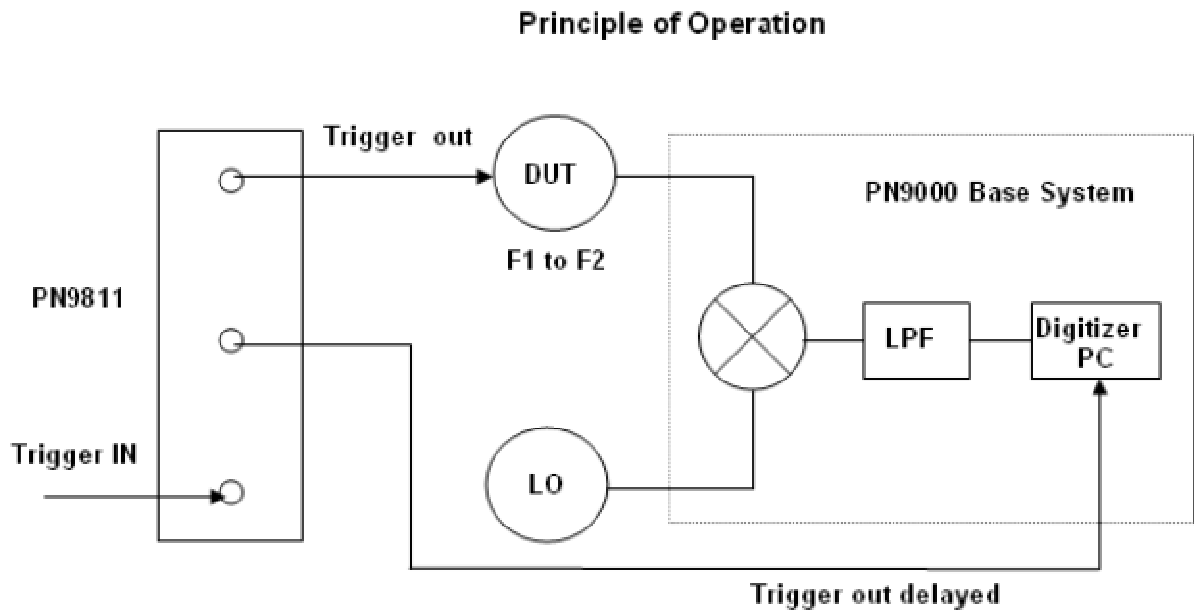 Principle of Operation
Trigger out
DUT
PN9000 Base System
F1 to F2
PN9811
LPF
Digitizer
PC
Trigger IN
LO
Trigger out delayed